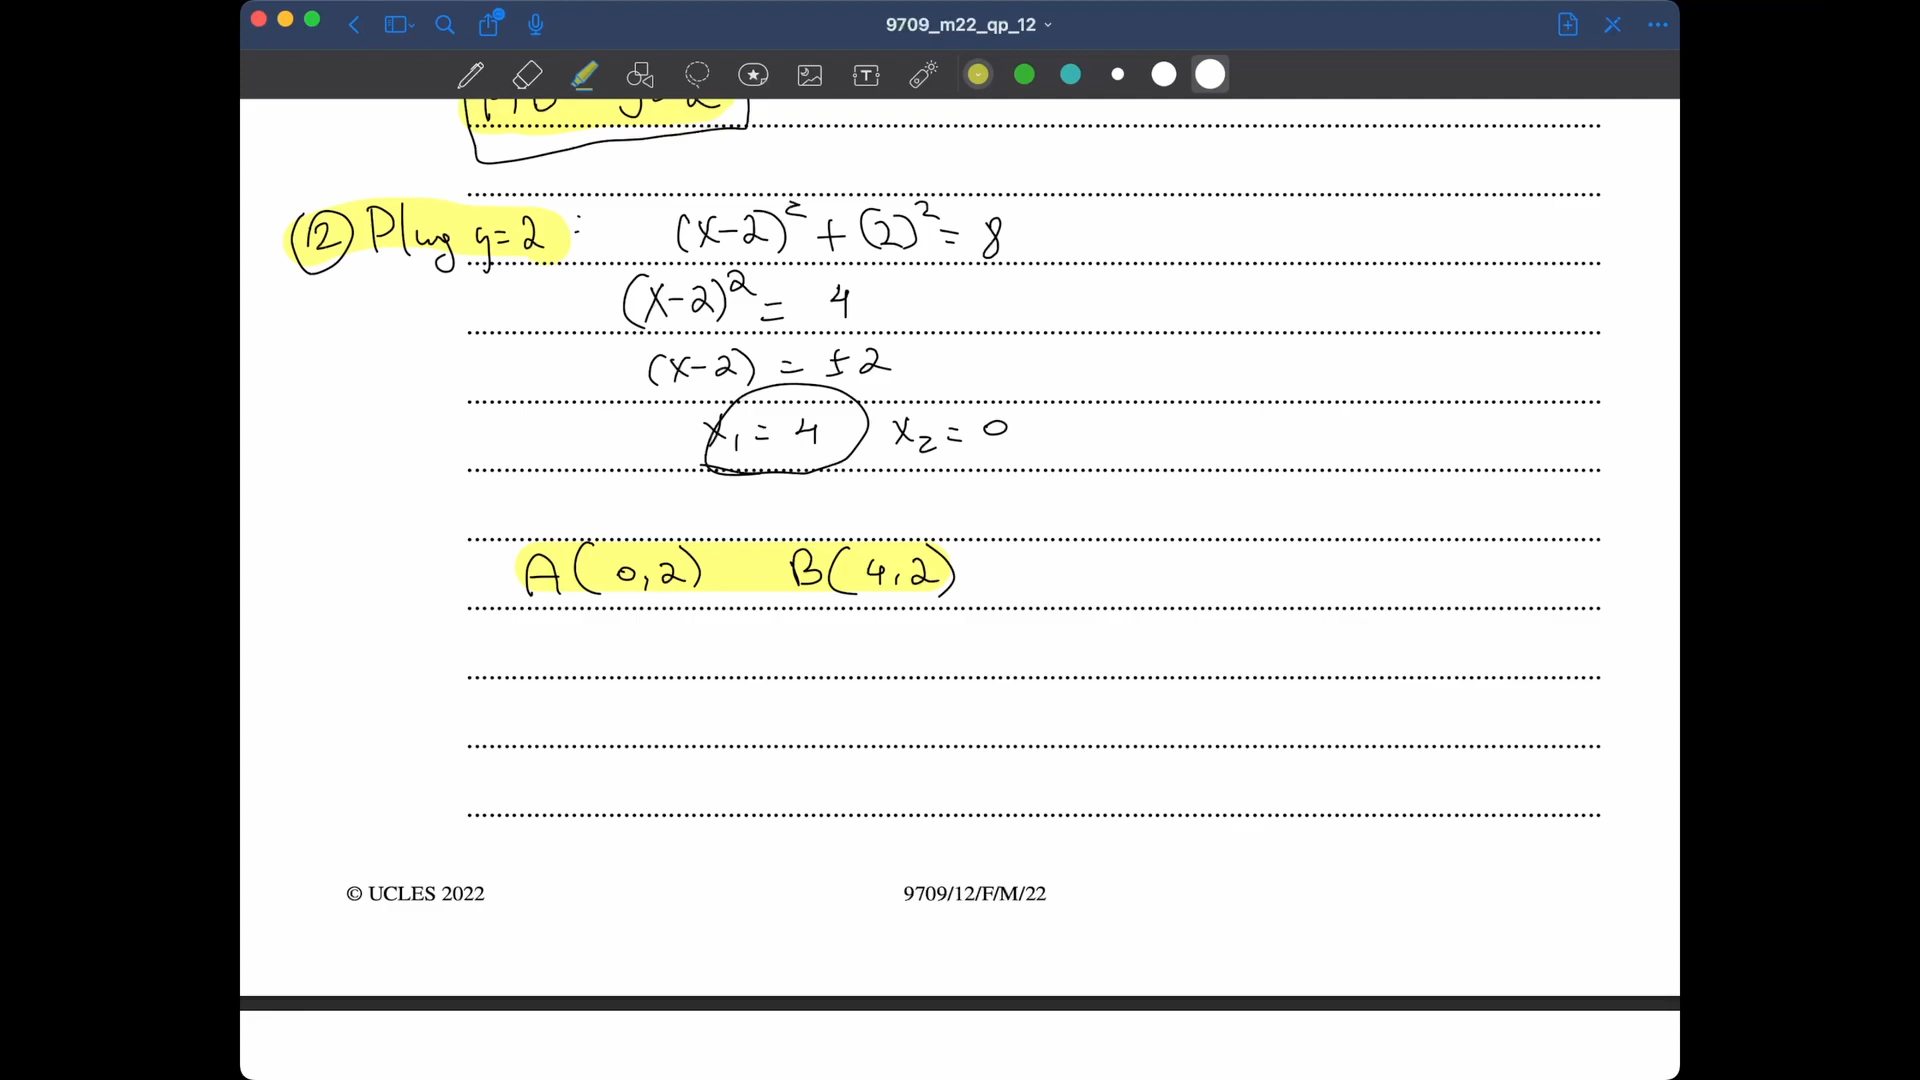 9709_m22_qp_12
y=2
② Plug y=2 : (x-2)² + (2)² = 8
(x-2)² = 4
(x-2) = ±2
x₁ = 4 x₂ = 0
A(0,2) B(4,2)
© UCLES 2022 9709/12/F/M/22